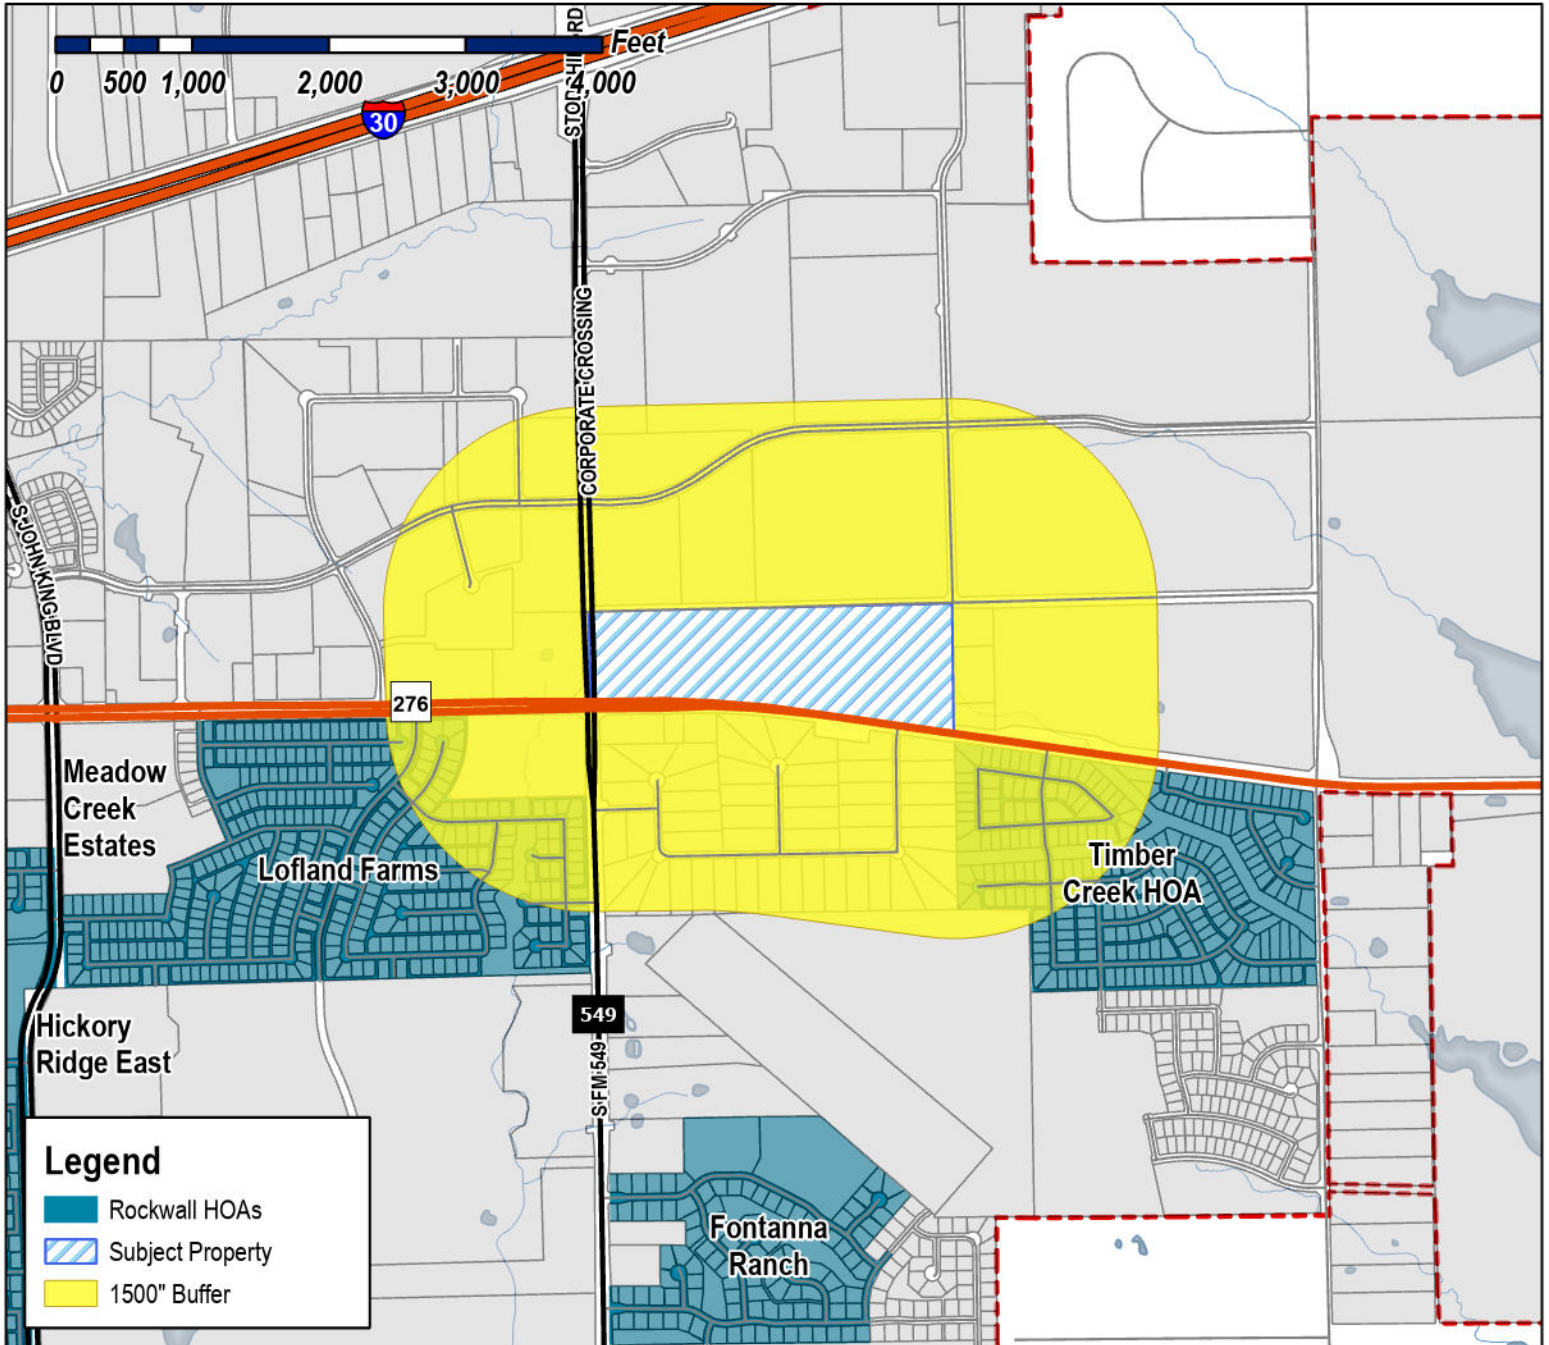 Feet
0 500 1,000 2,000 3,000 4,000
30
CORPORATE CROSSING
S JOHN KING BLVD
276
Meadow
Creek
Estates
Lofland Farms
Timber
Creek HOA
549
S FM 549
Hickory
Ridge East
Fontanna
Ranch
Legend
Rockwall HOAs
Subject Property
1500" Buffer